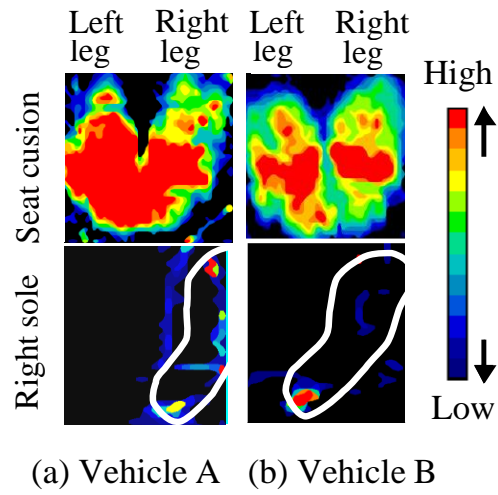 Left leg
Right leg
Left leg
Right leg
High
Seat cusion
Right sole
Low
(a) Vehicle A
(b) Vehicle B